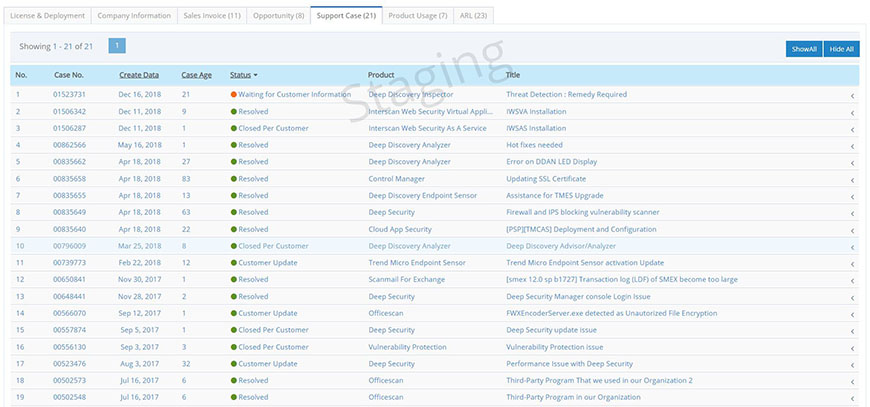 License & Deployment Company Information Sales Invoice (11) Opportunity (8) Support Case (21) Product Usage (7) ARL (23)
Showing 1 - 21 of 21 1 ShowAll Hide All
No. Case No. Create Data Case Age Status Product Title
1 01523731 Dec 16, 2018 21 Waiting for Customer Information Deep Discovery Inspector Threat Detection : Remedy Required
2 01506342 Dec 11, 2018 9 Resolved Interscan Web Security Virtual Appli... IWSVA Installation
3 01506287 Dec 11, 2018 1 Closed Per Customer Interscan Web Security As A Service IWSAS Installation
4 00862566 May 16, 2018 1 Resolved Deep Discovery Analyzer Hot fixes needed
5 00835662 Apr 18, 2018 27 Resolved Deep Discovery Analyzer Error on DDAN LED Display
6 00835658 Apr 18, 2018 83 Resolved Control Manager Updating SSL Certificate
7 00835655 Apr 18, 2018 13 Resolved Deep Discovery Endpoint Sensor Assistance for TMES Upgrade
8 00835649 Apr 18, 2018 63 Resolved Deep Security Firewall and IPS blocking vulnerability scanner
9 00835640 Apr 18, 2018 22 Resolved Cloud App Security [PSP][TMCAS] Deployment and Configuration
10 00796009 Mar 25, 2018 8 Closed Per Customer Deep Discovery Analyzer Deep Discovery Advisor/Analyzer
11 00739773 Feb 22, 2018 12 Customer Update Trend Micro Endpoint Sensor Trend Micro Endpoint Sensor activation Update
12 00650841 Nov 30, 2017 1 Resolved Scanmail For Exchange [smex 12.0 sp b1727] Transaction log (LDF) of SMEX become too large
13 00648441 Nov 28, 2017 2 Resolved Deep Security Deep Security Manager console Login Issue
14 00566070 Sep 12, 2017 1 Customer Update Officescan FWXEncoderServer.exe detected as Unautorized File Encryption
15 00557874 Sep 5, 2017 1 Closed Per Customer Deep Security Deep Security update issue
16 00556130 Sep 3, 2017 3 Closed Per Customer Vulnerability Protection Vulnerability Protection Issue
17 00523476 Aug 3, 2017 32 Customer Update Deep Security Performance Issue with Deep Security
18 00502573 Jul 16, 2017 6 Resolved Officescan Third-Party Program That we used in our Organization 2
19 00502548 Jul 16, 2017 6 Resolved Officescan Third-Party Program in our Organization
Staging